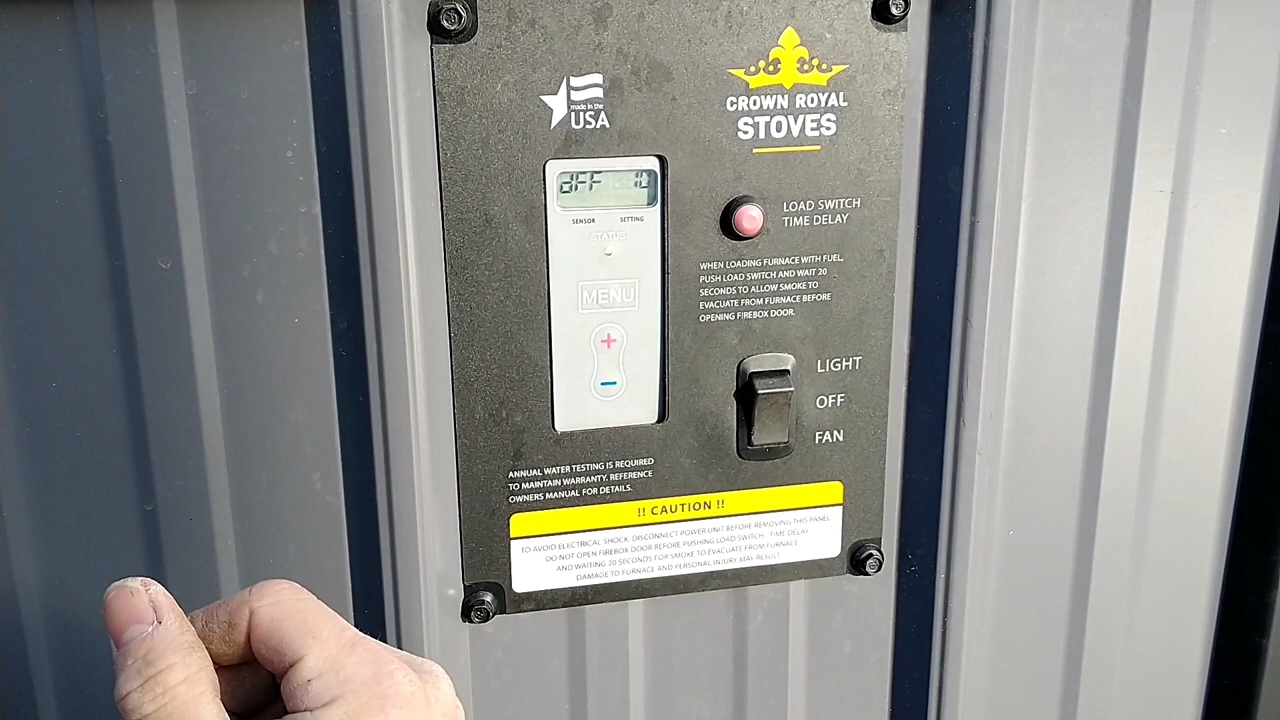 made in the
USA
CROWN ROYAL
STOVES
dFF 10
SENSOR SETTING
STATUS
MENU
+
−
LOAD SWITCH
TIME DELAY
WHEN LOADING FURNACE WITH FUEL,
PUSH LOAD SWITCH AND WAIT 20
SECONDS TO ALLOW SMOKE TO
EVACUATE FROM FURNACE BEFORE
OPENING FIREBOX DOOR.
LIGHT
OFF
FAN
ANNUAL WATER TESTING IS REQUIRED
TO MAINTAIN WARRANTY. REFERENCE
OWNERS MANUAL FOR DETAILS.
!! CAUTION !!
TO AVOID ELECTRICAL SHOCK, DISCONNECT POWER UNIT BEFORE REMOVING THIS PANEL
DO NOT OPEN FIREBOX DOOR BEFORE PUSHING LOAD SWITCH - TIME DELAY
AND WAITING 20 SECONDS FOR SMOKE TO EVACUATE FROM FURNACE
DAMAGE TO FURNACE AND PERSONAL INJURY MAY RESULT